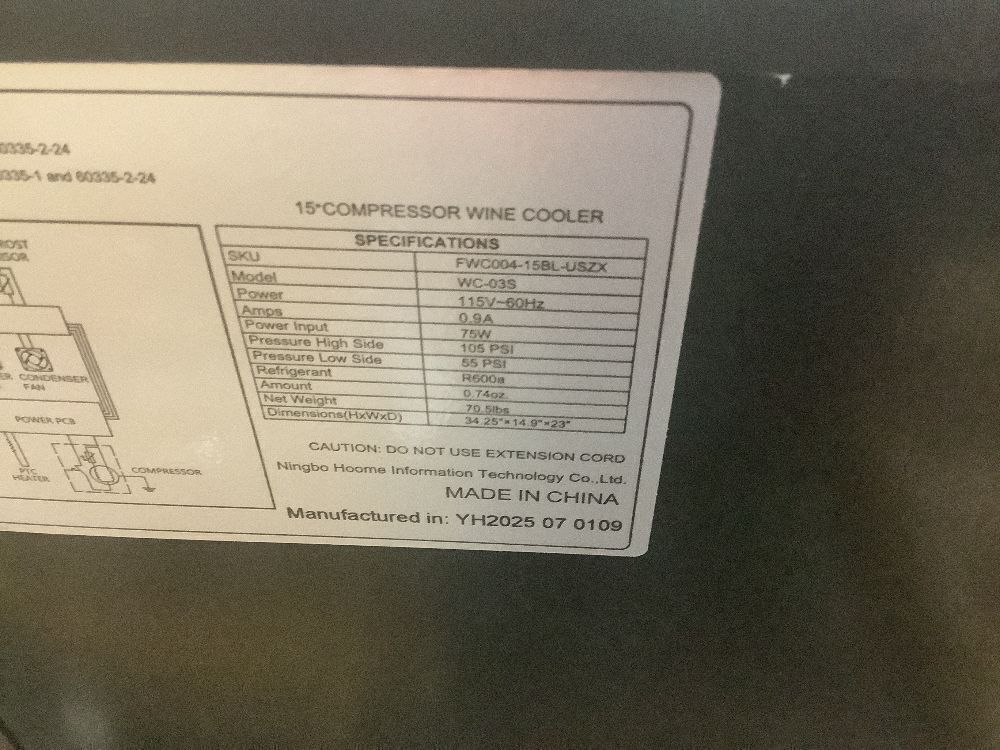 60335-2-24
60335-1 and 60335-2-24
15"COMPRESSOR WINE COOLER
SPECIFICATIONS
SKU FWC004-15BL-USZX
Model WC-03S
Power 115V~60Hz
Amps 0.9A
Power Input 75W
Pressure High Side 105 PSI
Pressure Low Side 55 PSI
Refrigerant R600a
Amount 0.74oz.
Net Weight 70.5lbs
Dimensions(HxWxD) 34.25"×14.9"×23"
CAUTION: DO NOT USE EXTENSION CORD
Ningbo Hoome Information Technology Co.,Ltd.
MADE IN CHINA
Manufactured in: YH2025 07 0109
CONDENSER
FAN
POWER PCB
PTC
HEATER
COMPRESSOR